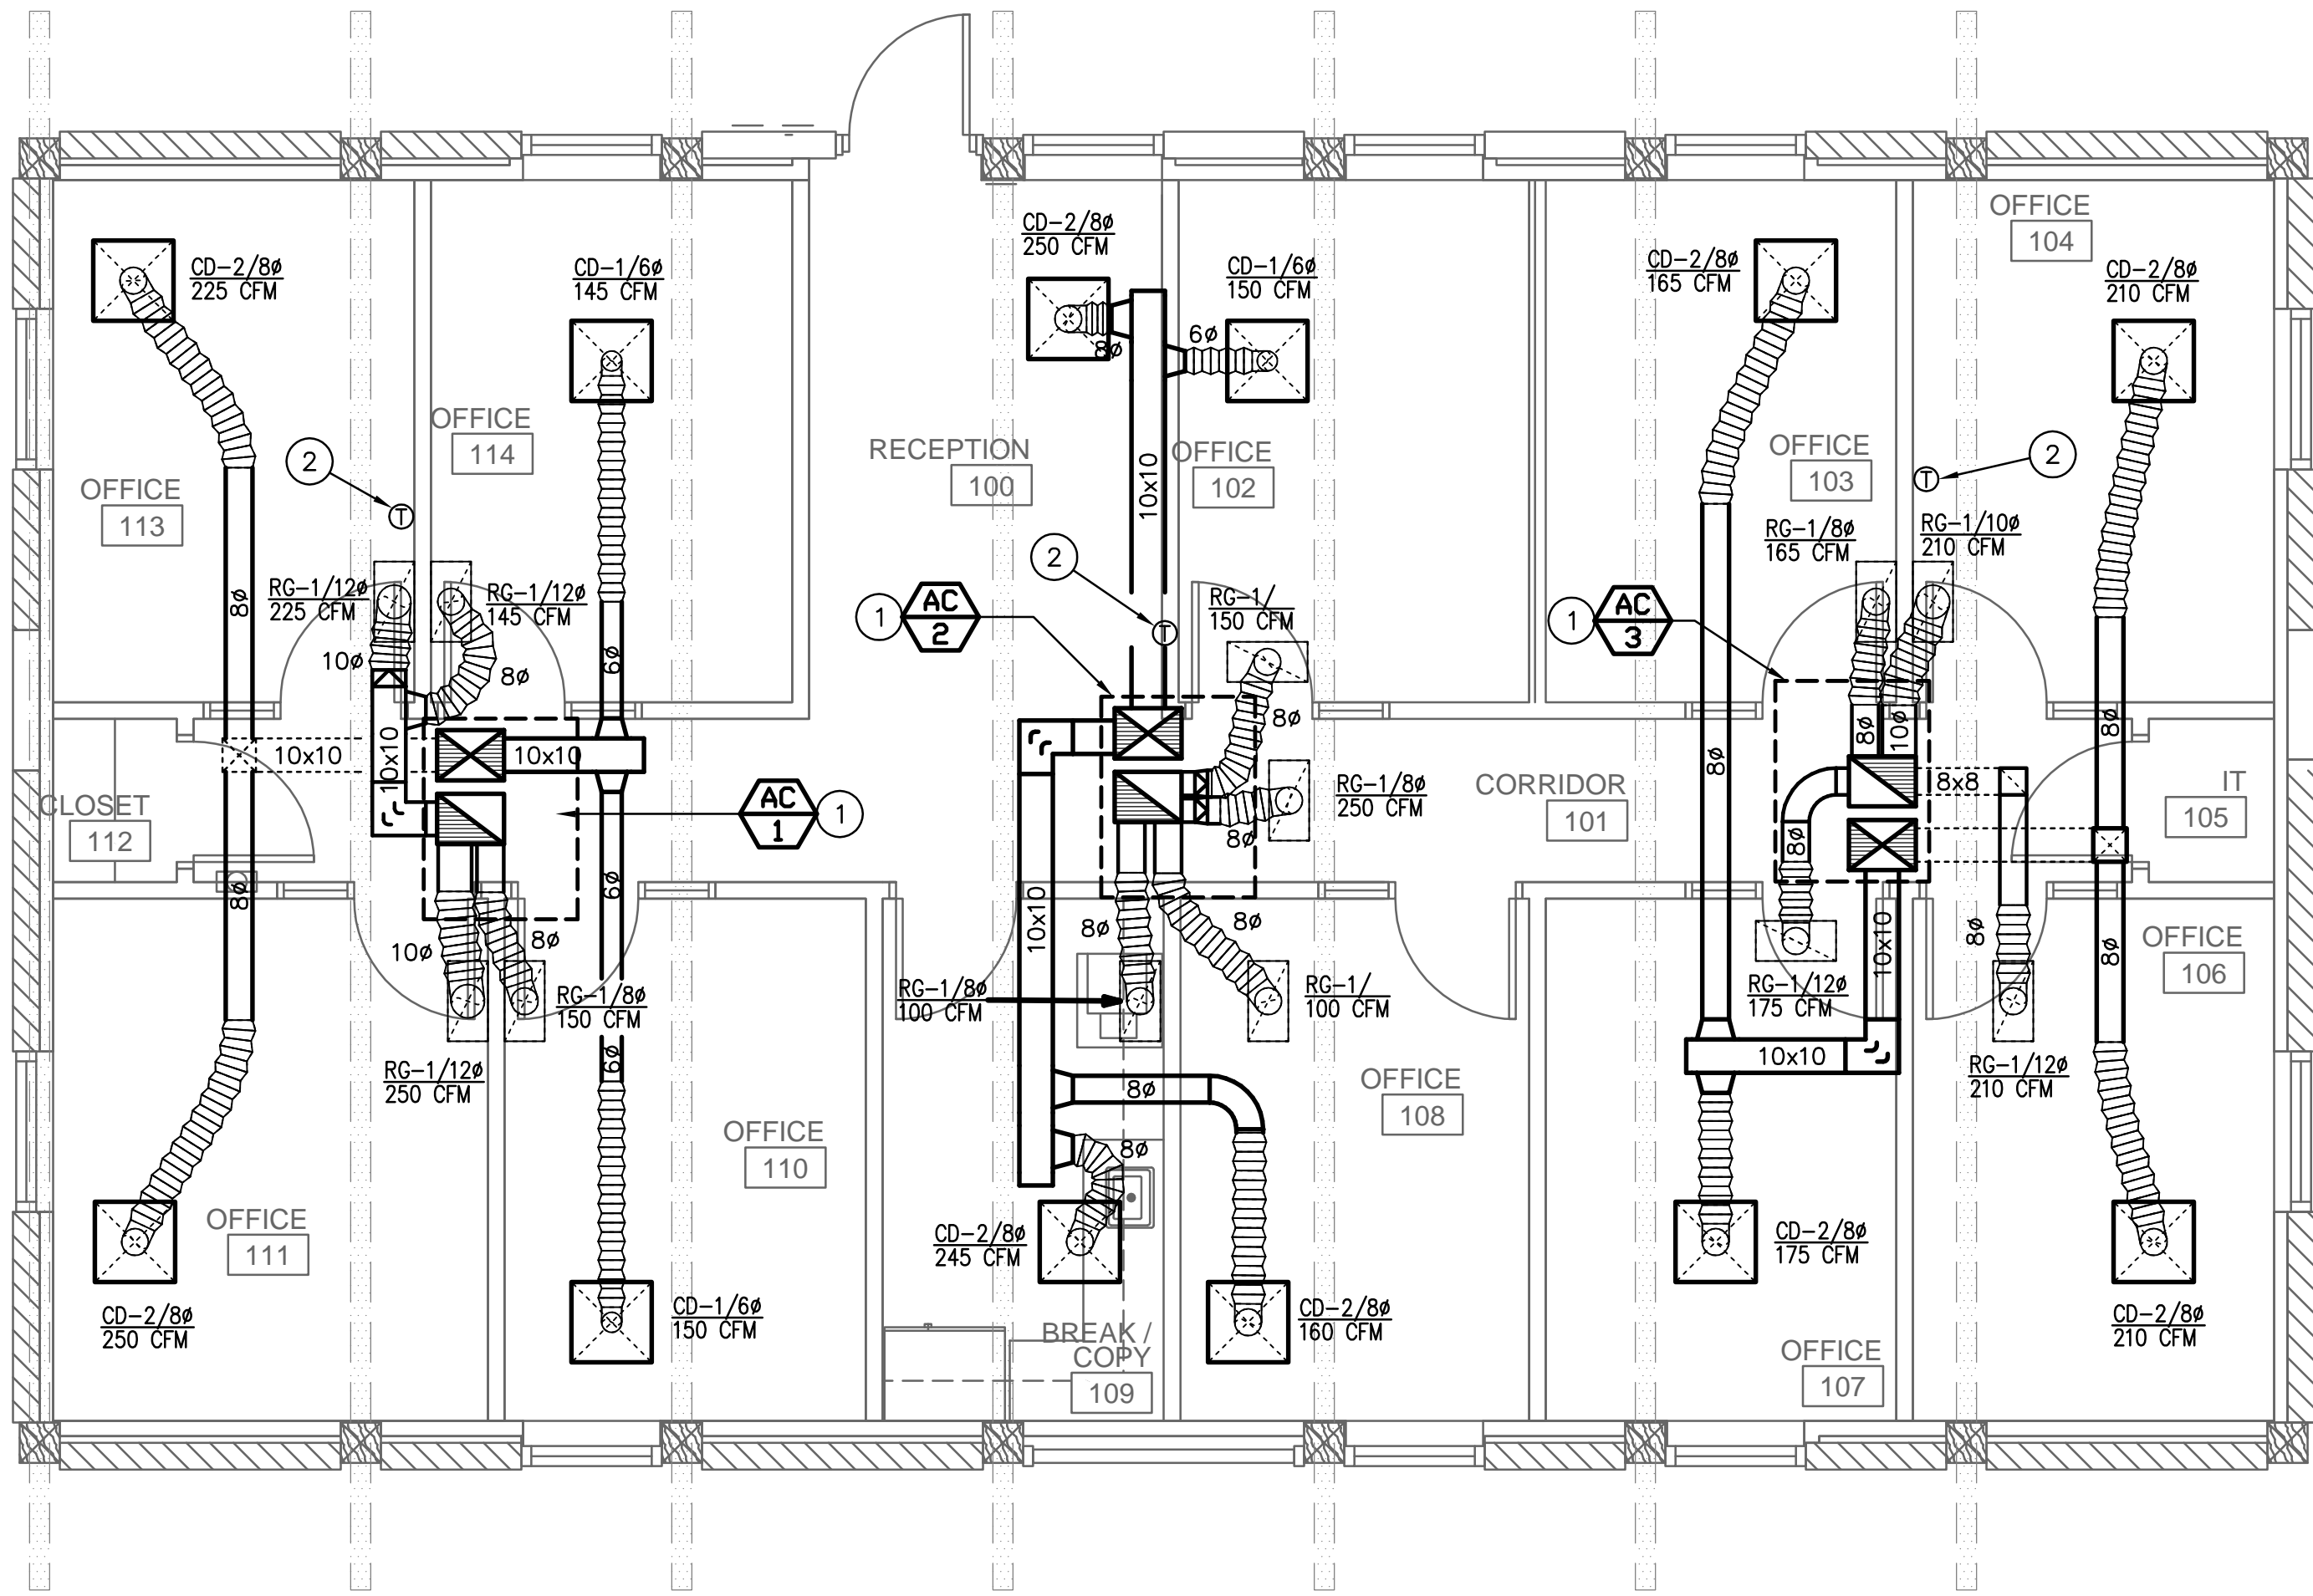 OFFICE
104
CD-2/8ø
250 CFM
CD-2/8ø
225 CFM
CD-1/6ø
145 CFM
CD-1/6ø
150 CFM
CD-2/8ø
165 CFM
CD-2/8ø
210 CFM
8ø
6ø
OFFICE
114
RECEPTION
100
OFFICE
102
OFFICE
103
2
2
OFFICE
113
10x10
T
T
RG-1/8ø
165 CFM
RG-1/10ø
210 CFM
2
RG-1/12ø
225 CFM
RG-1/12ø
145 CFM
8ø
1
AC
2
T
RG-1/
150 CFM
1
AC
3
10ø
8ø
6ø
8ø
8ø
10ø
8ø
8ø
10x10
10x10
10x10
8ø
8x8
CLOSET
112
AC
1
1
RG-1/8ø
250 CFM
CORRIDOR
101
IT
105
8ø
8ø
8ø
6ø
10ø
8ø
10x10
8ø
8ø
10x10
8ø
8ø
OFFICE
106
RG-1/8ø
150 CFM
RG-1/8ø
100 CFM
RG-1/
100 CFM
RG-1/12ø
175 CFM
6ø
10x10
RG-1/12ø
250 CFM
8ø
OFFICE
108
RG-1/12ø
210 CFM
OFFICE
110
8ø
OFFICE
111
CD-2/8ø
245 CFM
CD-2/8ø
175 CFM
CD-2/8ø
250 CFM
CD-1/6ø
150 CFM
CD-2/8ø
160 CFM
CD-2/8ø
210 CFM
BREAK /
COPY
109
OFFICE
107